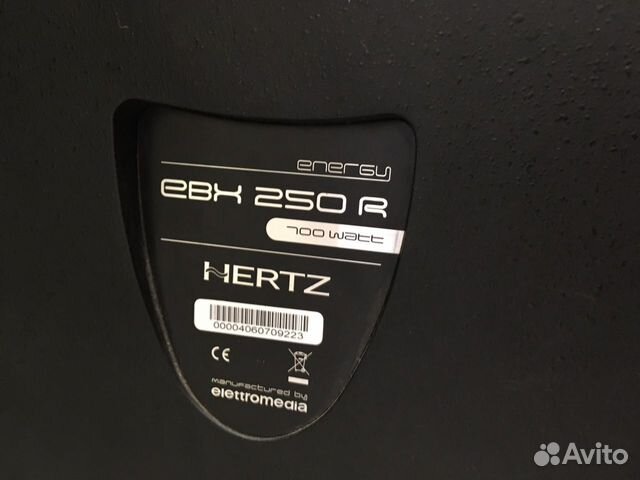 energy
eBX 250 R
700 watt
HERTZ
00004060709223
CE
manufactured by
elettromedia
Avito